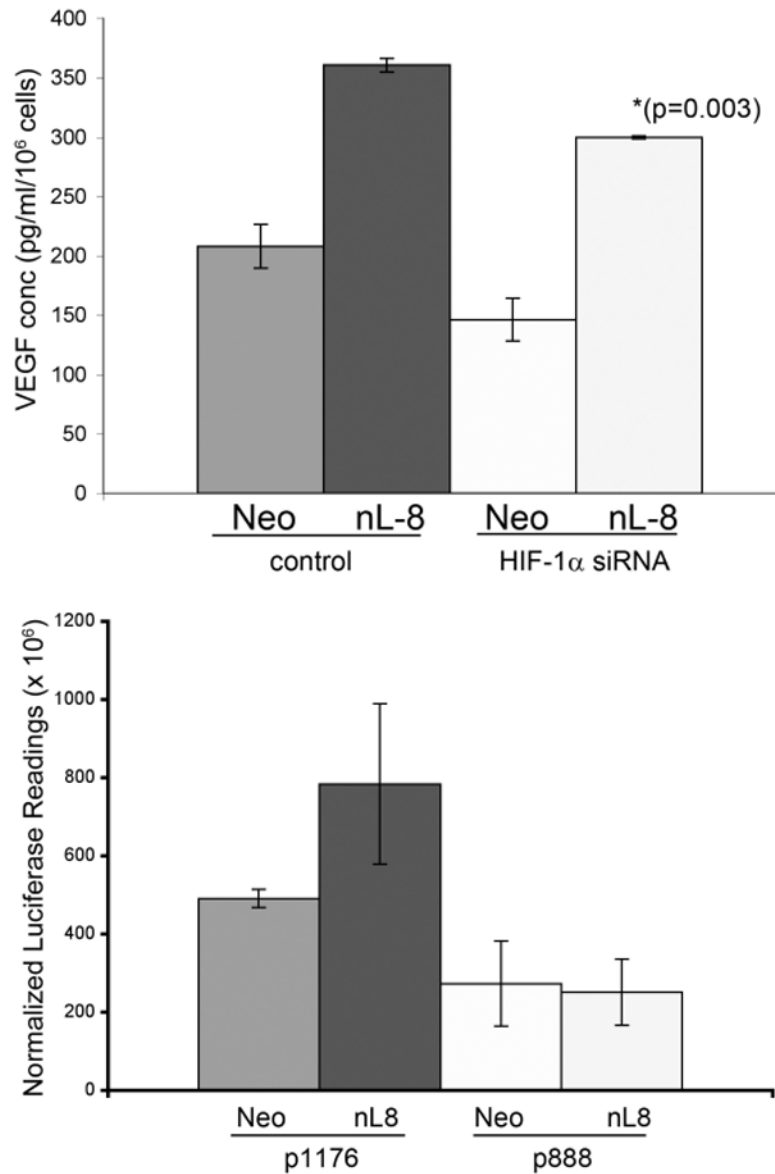 VEGF conc (pg/ml/10⁶ cells)
400
350
300
250
200
150
100
50
0
*(p=0.003)
Neo nL-8 Neo nL-8
control HIF-1α siRNA
Normalized Luciferase Readings (x 10⁶)
1200
1000
800
600
400
200
0
Neo nL8 Neo nL8
p1176 p888